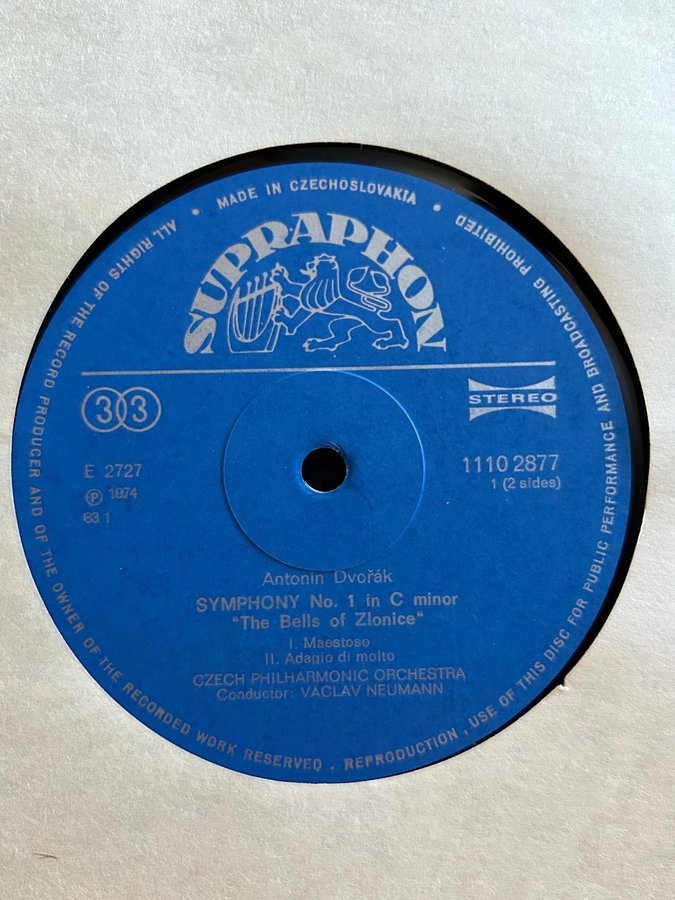 ALL RIGHTS OF THE RECORD PRODUCER AND OF THE OWNER OF THE RECORDED WORK RESERVED . REPRODUCTION, USE OF THIS DISC FOR PUBLIC PERFORMANCE AND BROADCASTING PROHIBITED
• MADE IN CZECHOSLOVAKIA •
SUPRAPHON
33
STEREO
E 2727
1110 2877
℗ 1974
1 (2 sides)
63 1
Antonín Dvořák
SYMPHONY No. 1 in C minor
"The Bells of Zlonice"
I. Maestoso
II. Adagio di molto
CZECH PHILHARMONIC ORCHESTRA
Conductor: VÁCLAV NEUMANN